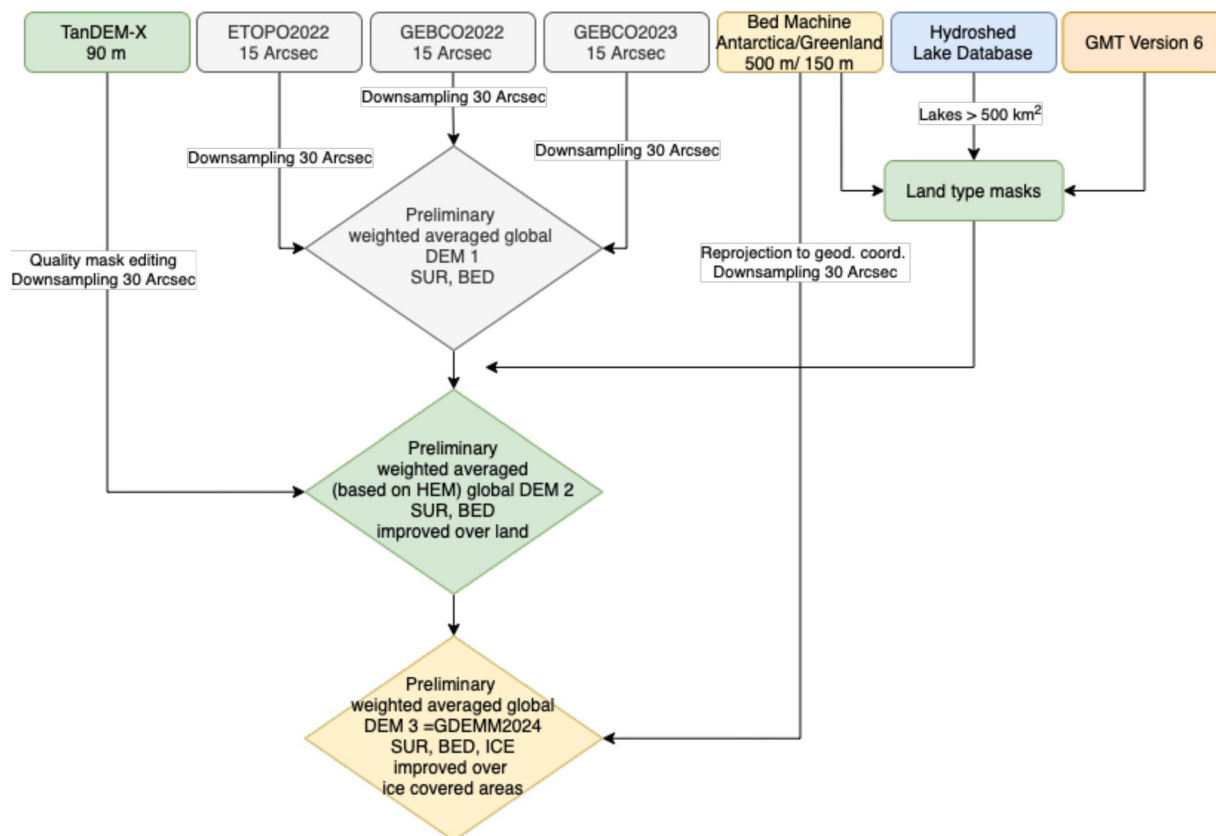 TanDEM-X
90 m
ETOPO2022
15 Arcsec
GEBCO2022
15 Arcsec
GEBCO2023
15 Arcsec
Bed Machine
Antarctica/Greenland
500 m/ 150 m
Hydroshed
Lake Database
GMT Version 6
Downsampling 30 Arcsec
Lakes > 500 km²
Downsampling 30 Arcsec
Downsampling 30 Arcsec
Land type masks
Preliminary
weighted averaged global
DEM 1
SUR, BED
Quality mask editing
Downsampling 30 Arcsec
Reprojection to geod. coord.
Downsampling 30 Arcsec
Preliminary
weighted averaged
(based on HEM) global DEM 2
SUR, BED
improved over land
Preliminary
weighted averaged global
DEM 3 =GDEMM2024
SUR, BED, ICE
improved over
ice covered areas